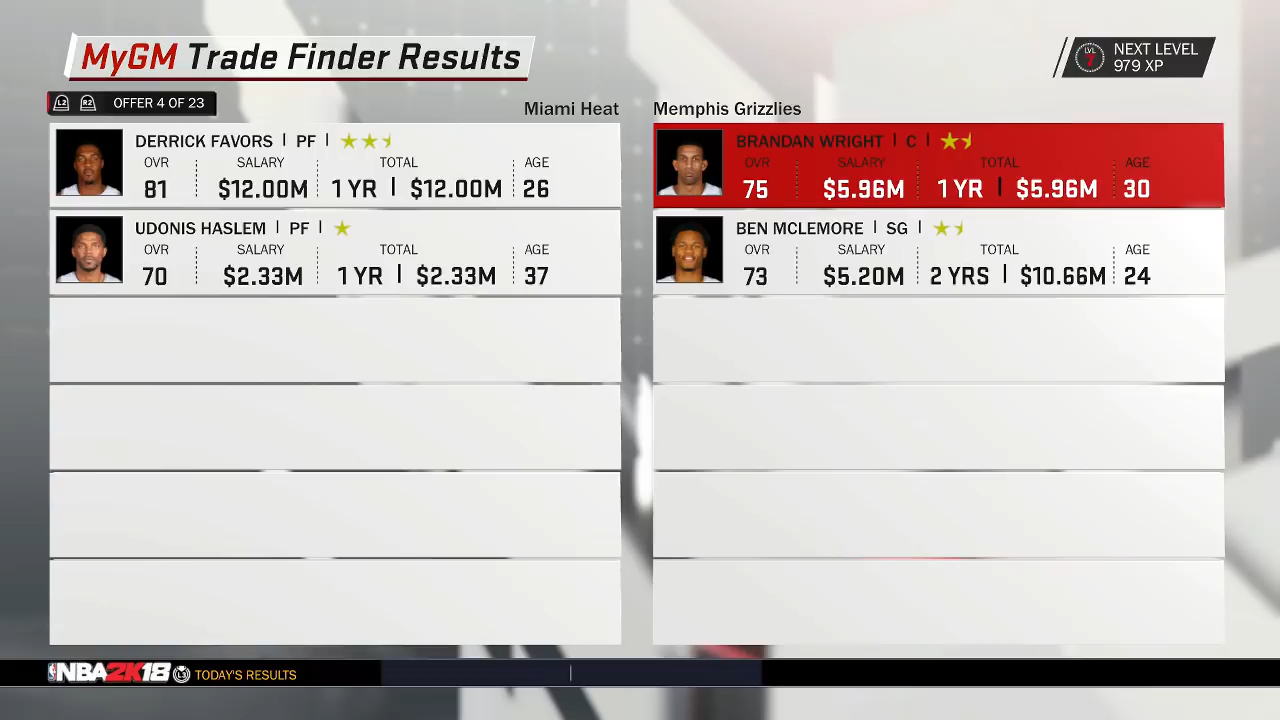 MyGM Trade Finder Results
LVL 7
NEXT LEVEL
979 XP
L2 R2 OFFER 4 OF 23
Miami Heat
Memphis Grizzlies
DERRICK FAVORS | PF |
OVR SALARY TOTAL AGE
81 $12.00M 1 YR | $12.00M 26
UDONIS HASLEM | PF |
OVR SALARY TOTAL AGE
70 $2.33M 1 YR | $2.33M 37
BRANDAN WRIGHT | C |
OVR SALARY TOTAL AGE
75 $5.96M 1 YR | $5.96M 30
BEN MCLEMORE | SG |
OVR SALARY TOTAL AGE
73 $5.20M 2 YRS | $10.66M 24
NBA2K18 TODAY'S RESULTS